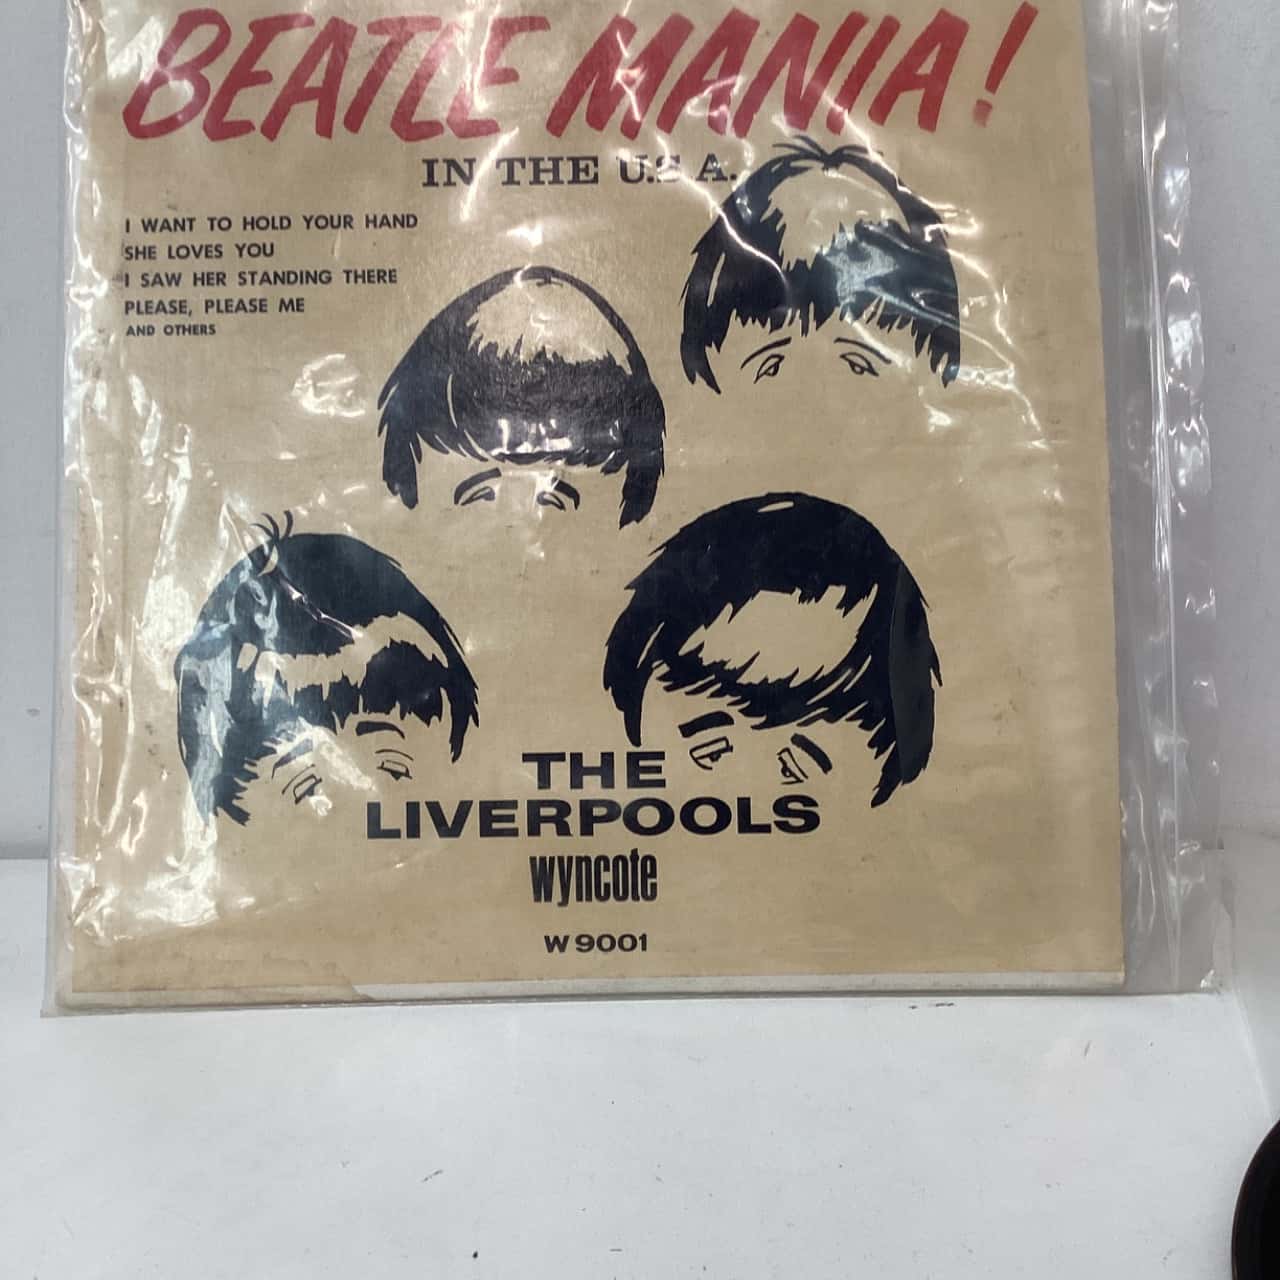 BEATLE MANIA!
IN THE U.S.A.
I WANT TO HOLD YOUR HAND
SHE LOVES YOU
I SAW HER STANDING THERE
PLEASE, PLEASE ME
AND OTHERS
THE
LIVERPOOLS
wyncote
W 9001